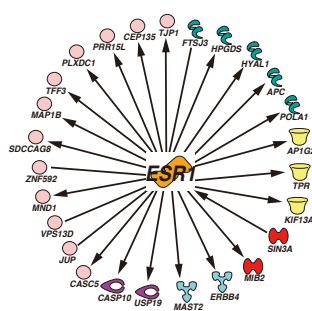 TJP1
CEP135
FTSJ3
PRR15L
HPGDS
PLXDC1
HYAL1
TFF3
APC
MAP1B
POLA1
SDCCAG8
AP1G2
ESR1
ZNF592
TPR
MND1
KIF13A
VPS13D
SIN3A
JUP
MIB2
CASC5
ERBB4
CASP10
USP19
MAST2